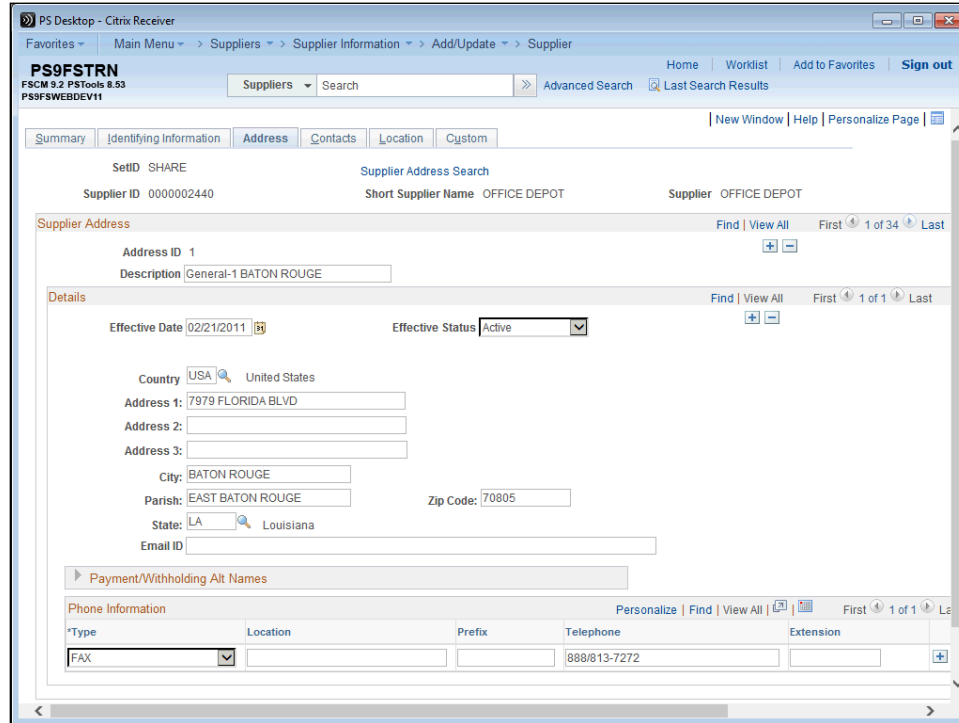 PS Desktop - Citrix Receiver
Favorites Main Menu > Suppliers > Supplier Information > Add/Update > Supplier
PS9FSTRN
FSCM 9.2 PSTools 8.53
PS9FSWEBDEV11
Home Worklist Add to Favorites Sign out
Suppliers Search >> Advanced Search Last Search Results
New Window | Help | Personalize Page |
Summary Identifying Information Address Contacts Location Custom
SetID SHARE Supplier Address Search
Supplier ID 0000002440 Short Supplier Name OFFICE DEPOT Supplier OFFICE DEPOT
Supplier Address Find | View All First 1 of 34 Last
Address ID 1
Description General-1 BATON ROUGE
Details Find | View All First 1 of 1 Last
Effective Date 02/21/2011 31 Effective Status Active
Country USA United States
Address 1: 7979 FLORIDA BLVD
Address 2:
Address 3:
City: BATON ROUGE
Parish: EAST BATON ROUGE Zip Code: 70805
State: LA Louisiana
Email ID
Payment/Withholding Alt Names
Phone Information Personalize | Find | View All | | First 1 of 1 La
*Type Location Prefix Telephone Extension
FAX 888/813-7272